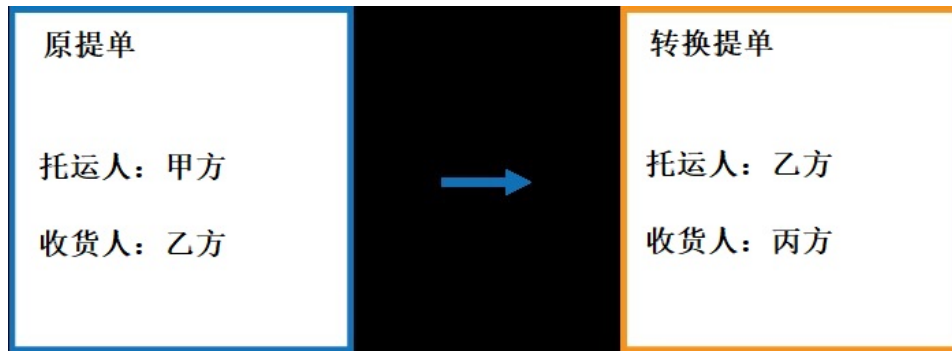 原提单
托运人：甲方
收货人：乙方
转换提单
托运人：乙方
收货人：丙方